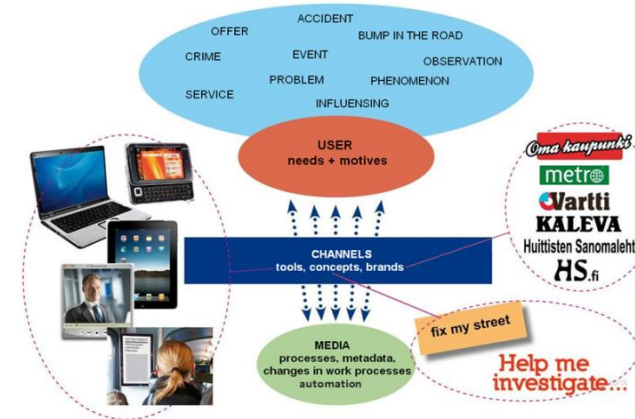 ACCIDENT
OFFER
BUMP IN THE ROAD
CRIME
EVENT
OBSERVATION
PROBLEM
PHENOMENON
SERVICE
INFLUENSING
USER
needs + motives
Oma kaupunki
metro
Vartti
KALEVA
Huittisten Sanomaleht
HS.fi
CHANNELS
tools, concepts, brands
fix my street
MEDIA
processes, metadata,
changes in work processes
automation
Help me
investigate...